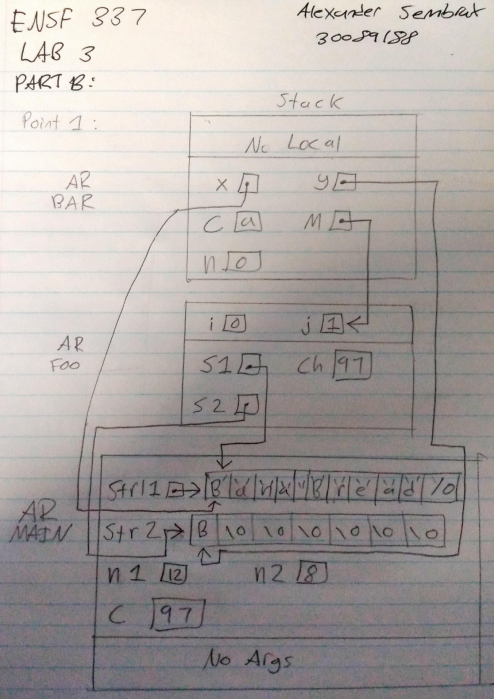 ENSF 337
Alexander Sembrat
30089188
LAB 3
PART B:
Stack
Point 1:
No Local
AR BAR
x y
C a M
n 0
i 0 j 1
AR FOO
S1 Ch 97
S2
Str11 'B' 'a' 'n' 'a' 'B' 'r' 'e' 'a' 'd' \0
AR MAIN
Str2 B \0 \0 \0 \0 \0 \0
n1 12 n2 8
C 97
No Args